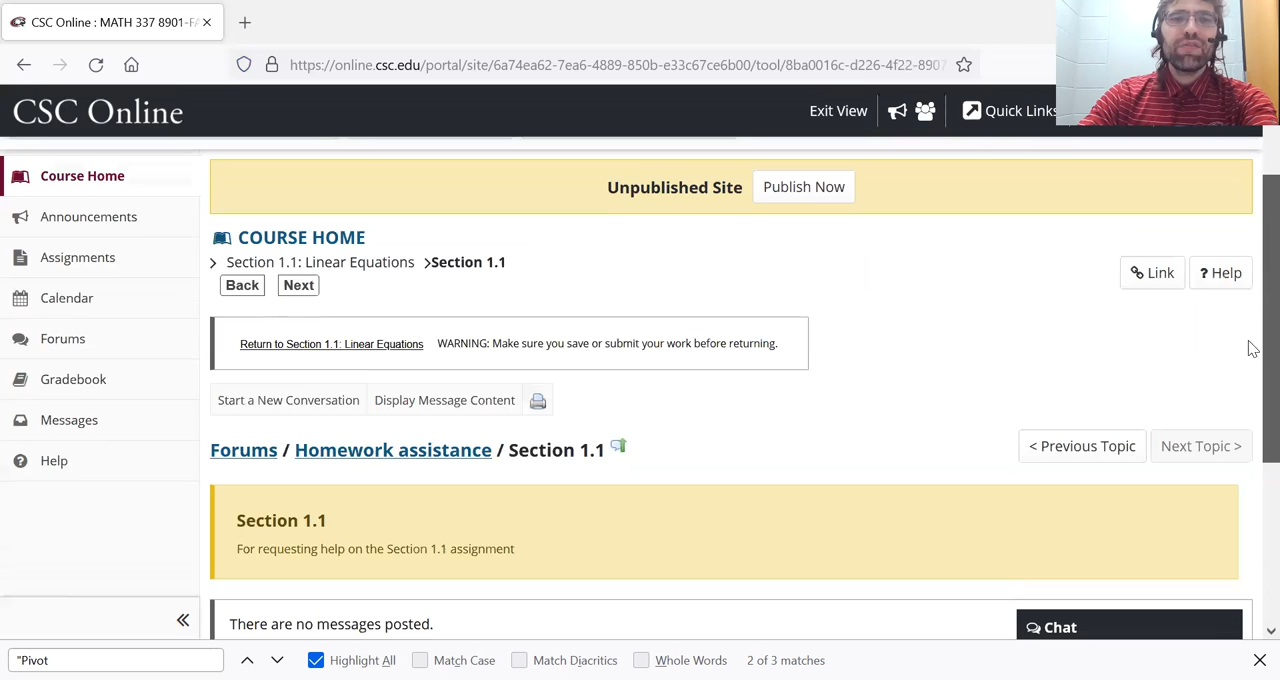 CSC Online : MATH 337 8901-FA
https://online.csc.edu/portal/site/6a74ea62-7ea6-4889-850b-e33c67ce6b00/tool/8ba0016c-d226-4f22-8907
CSC Online
Exit View
Quick Links
Course Home
Announcements
Assignments
Calendar
Forums
Gradebook
Messages
Help
Unpublished Site Publish Now
COURSE HOME
Section 1.1: Linear Equations >Section 1.1
Back Next
Link ? Help
Return to Section 1.1: Linear Equations WARNING: Make sure you save or submit your work before returning.
Start a New Conversation Display Message Content
Forums / Homework assistance / Section 1.1
< Previous Topic Next Topic >
Section 1.1
For requesting help on the Section 1.1 assignment
There are no messages posted.
Chat
"Pivot Highlight All Match Case Match Diacritics Whole Words 2 of 3 matches